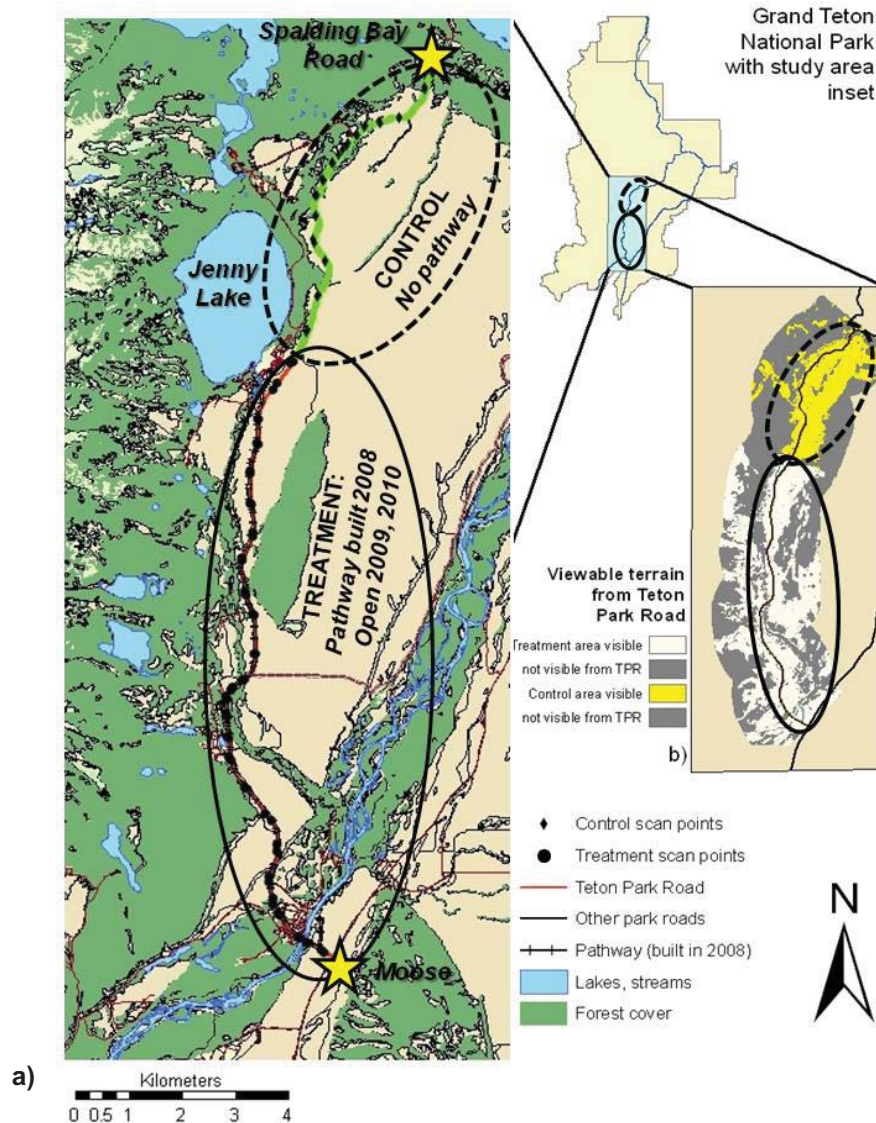 Spalding Bay
Road
Grand Teton
National Park
with study area
inset
CONTROL
No pathway
Jenny
Lake
TREATMENT:
Pathway built 2008
Open 2009, 2010
Viewable terrain
from Teton
Park Road
Treatment area visible
not visible from TPR
Control area visible
not visible from TPR
b)
Control scan points
Treatment scan points
Teton Park Road
Other park roads
Pathway (built in 2008)
Lakes, streams
Forest cover
N
Moose
a)
Kilometers
0 0.5 1 2 3 4